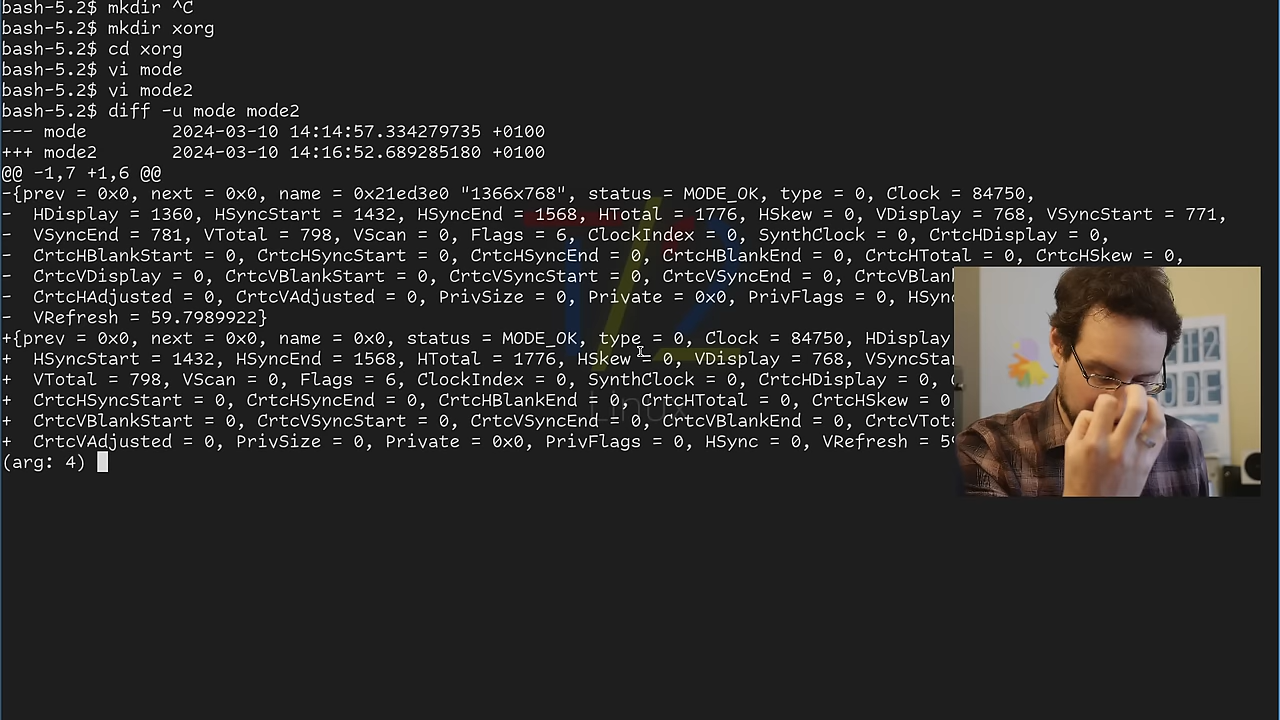 bash-5.2$ mkdir ^C
bash-5.2$ mkdir xorg
bash-5.2$ cd xorg
bash-5.2$ vi mode
bash-5.2$ vi mode2
bash-5.2$ diff -u mode mode2
--- mode        2024-03-10 14:14:57.334279735 +0100
+++ mode2       2024-03-10 14:16:52.689285180 +0100
@@ -1,7 +1,6 @@
-{prev = 0x0, next = 0x0, name = 0x21ed3e0 "1366x768", status = MODE_OK, type = 0, Clock = 84750,
-  HDisplay = 1360, HSyncStart = 1432, HSyncEnd = 1568, HTotal = 1776, HSkew = 0, VDisplay = 768, VSyncStart = 771,
-  VSyncEnd = 781, VTotal = 798, VScan = 0, Flags = 6, ClockIndex = 0, SynthClock = 0, CrtcHDisplay = 0,
-  CrtcHBlankStart = 0, CrtcHSyncStart = 0, CrtcHSyncEnd = 0, CrtcHBlankEnd = 0, CrtcHTotal = 0, CrtcHSkew = 0,
-  CrtcVDisplay = 0, CrtcVBlankStart = 0, CrtcVSyncStart = 0, CrtcVSyncEnd = 0, CrtcVBlan
-  CrtcHAdjusted = 0, CrtcVAdjusted = 0, PrivSize = 0, Private = 0x0, PrivFlags = 0, HSyn
-  VRefresh = 59.7989922}
+{prev = 0x0, next = 0x0, name = 0x0, status = MODE_OK, type = 0, Clock = 84750, HDisplay
+  HSyncStart = 1432, HSyncEnd = 1568, HTotal = 1776, HSkew = 0, VDisplay = 768, VSyncStar
+  VTotal = 798, VScan = 0, Flags = 6, ClockIndex = 0, SynthClock = 0, CrtcHDisplay = 0,
+  CrtcHSyncStart = 0, CrtcHSyncEnd = 0, CrtcHBlankEnd = 0, CrtcHTotal = 0, CrtcHSkew = 0
+  CrtcVBlankStart = 0, CrtcVSyncStart = 0, CrtcVSyncEnd = 0, CrtcVBlankEnd = 0, CrtcVTota
+  CrtcVAdjusted = 0, PrivSize = 0, Private = 0x0, PrivFlags = 0, HSync = 0, VRefresh = 59
(arg: 4)
T/2
Linux